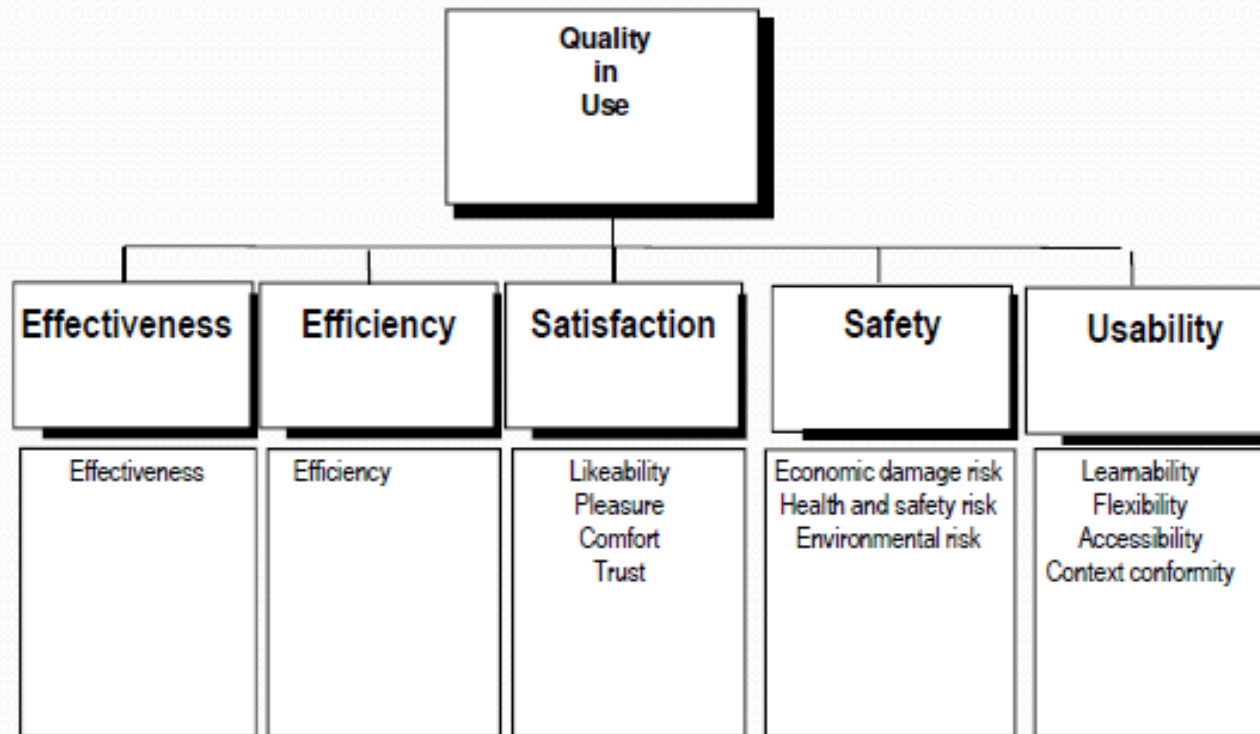 Quality
in
Use
Effectiveness
Efficiency
Satisfaction
Safety
Usability
Effectiveness
Efficiency
Likeability
Pleasure
Comfort
Trust
Economic damage risk
Health and safety risk
Environmental risk
Learnability
Flexibility
Accessibility
Context conformity